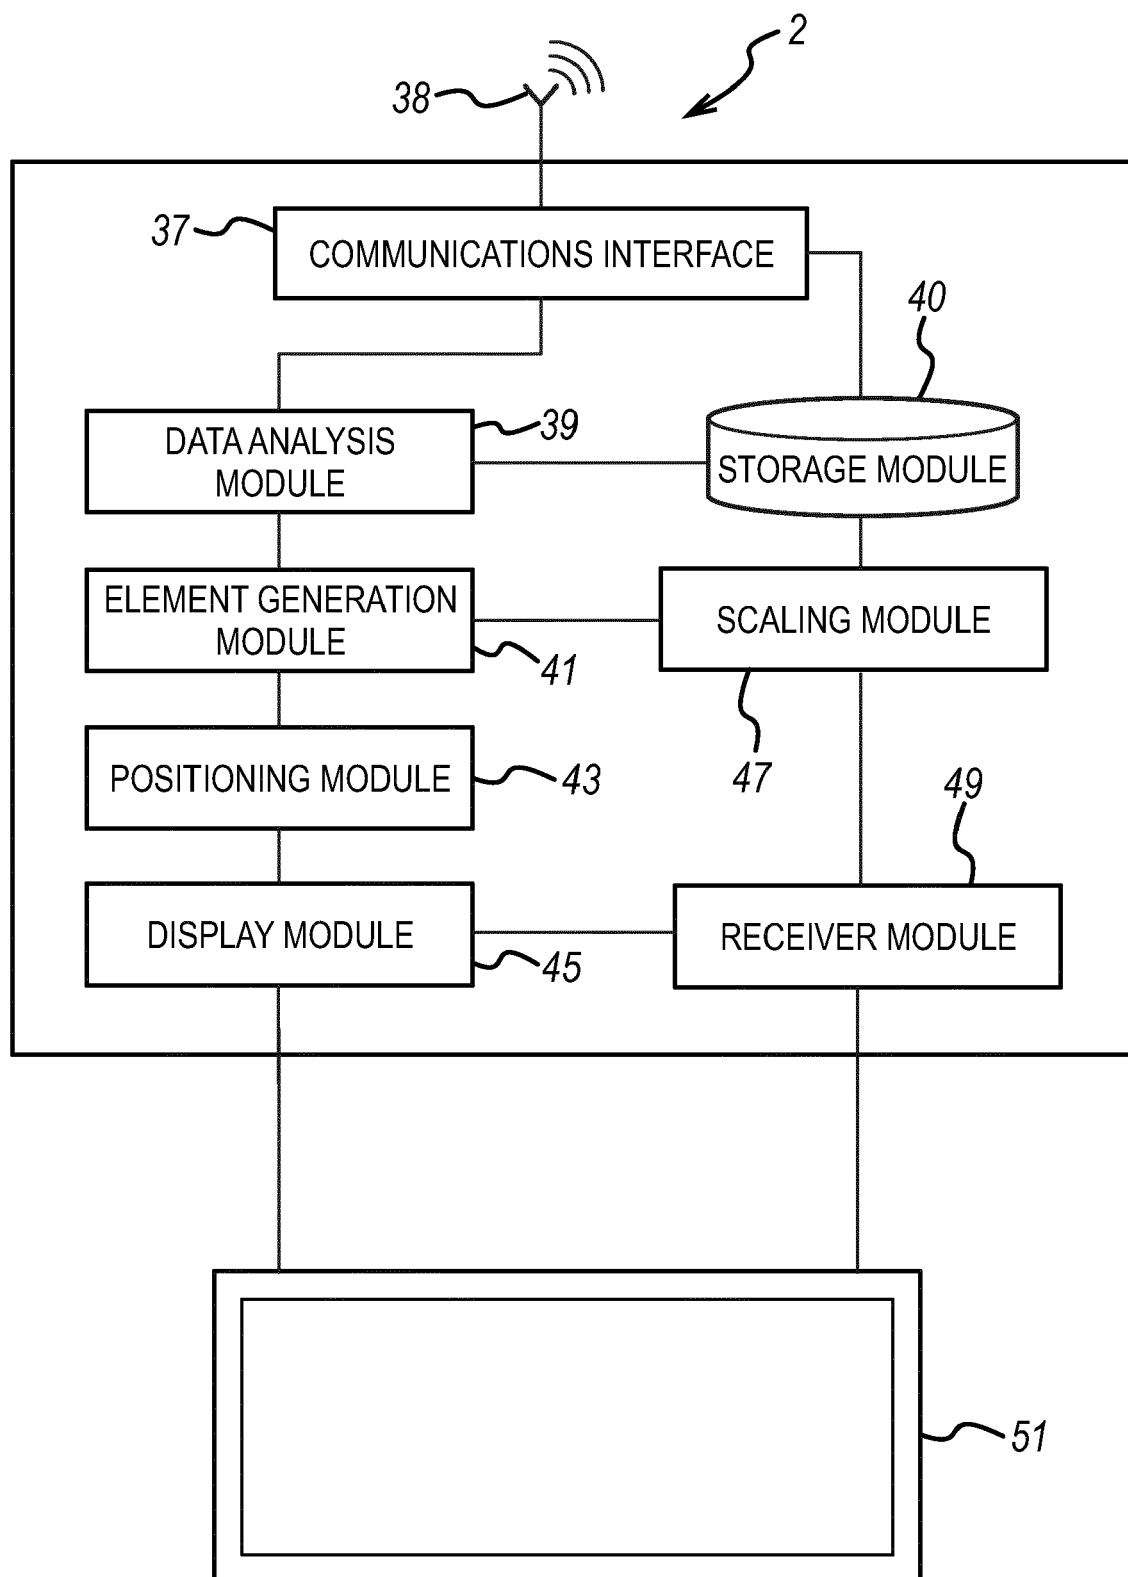 2
38
37
COMMUNICATIONS INTERFACE
40
DATA ANALYSIS
MODULE
39
STORAGE MODULE
ELEMENT GENERATION
MODULE
41
SCALING MODULE
47
POSITIONING MODULE
43
49
DISPLAY MODULE
45
RECEIVER MODULE
51